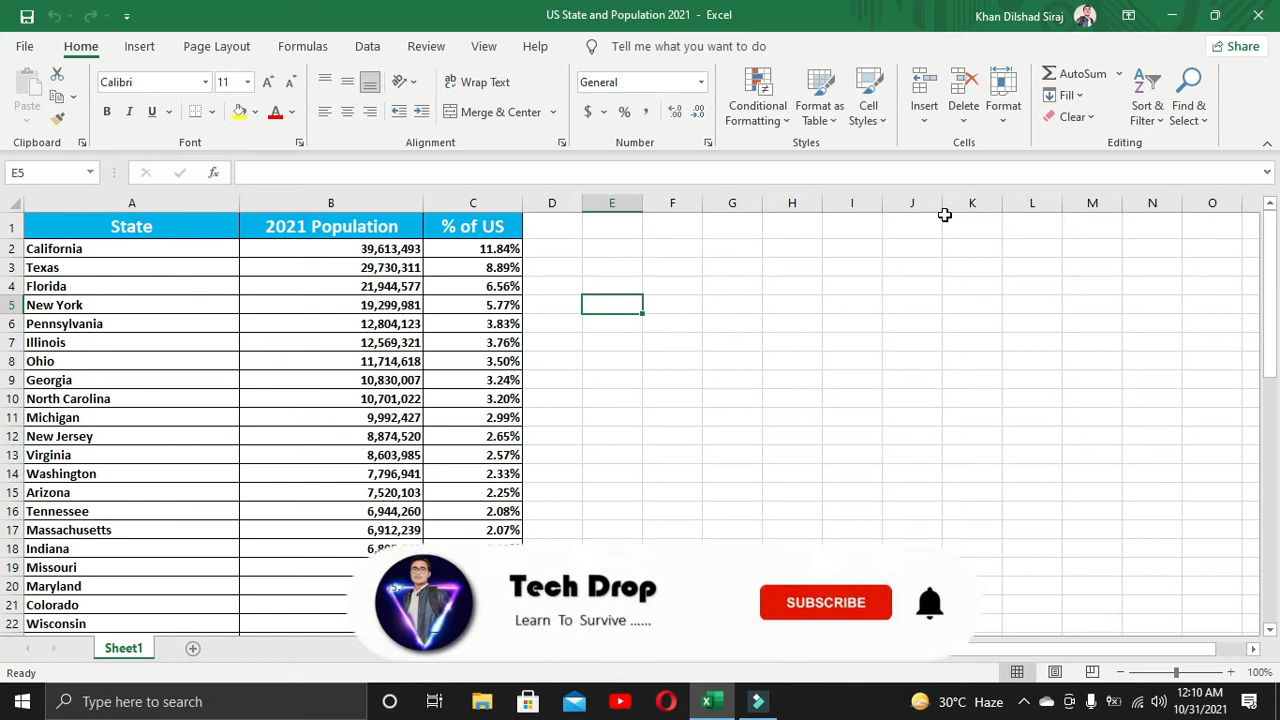 US State and Population 2021 - Excel
Khan Dilshad Siraj
File Home Insert Page Layout Formulas Data Review View Help Tell me what you want to do Share
Paste
Calibri 11
B I U
Wrap Text
Merge & Center
General
$ % ,
Conditional Formatting
Format as Table
Cell Styles
Insert Delete Format
AutoSum
Fill
Clear
Sort & Filter
Find & Select
Clipboard Font Alignment Number Styles Cells Editing
E5 fx
A B C D E F G H I J K L M N O
1 State 2021 Population % of US
2 California 39,613,493 11.84%
3 Texas 29,730,311 8.89%
4 Florida 21,944,577 6.56%
5 New York 19,299,981 5.77%
6 Pennsylvania 12,804,123 3.83%
7 Illinois 12,569,321 3.76%
8 Ohio 11,714,618 3.50%
9 Georgia 10,830,007 3.24%
10 North Carolina 10,701,022 3.20%
11 Michigan 9,992,427 2.99%
12 New Jersey 8,874,520 2.65%
13 Virginia 8,603,985 2.57%
14 Washington 7,796,941 2.33%
15 Arizona 7,520,103 2.25%
16 Tennessee 6,944,260 2.08%
17 Massachusetts 6,912,239 2.07%
18 Indiana
19 Missouri
20 Maryland
21 Colorado
22 Wisconsin
Tech Drop
Learn To Survive ......
SUBSCRIBE
Sheet1
Ready 100%
Type here to search
30°C Haze
12:10 AM
10/31/2021